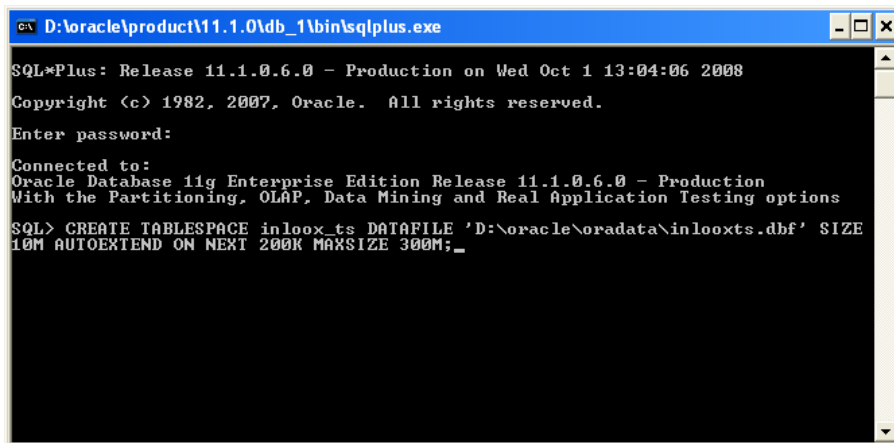 D:\oracle\product\11.1.0\db_1\bin\sqlplus.exe
SQL*Plus: Release 11.1.0.6.0 - Production on Wed Oct 1 13:04:06 2008
Copyright (c) 1982, 2007, Oracle.  All rights reserved.
Enter password:
Connected to:
Oracle Database 11g Enterprise Edition Release 11.1.0.6.0 - Production
With the Partitioning, OLAP, Data Mining and Real Application Testing options
SQL> CREATE TABLESPACE inloox_ts DATAFILE 'D:\oracle\oradata\inlooxts.dbf' SIZE
10M AUTOEXTEND ON NEXT 200K MAXSIZE 300M;_